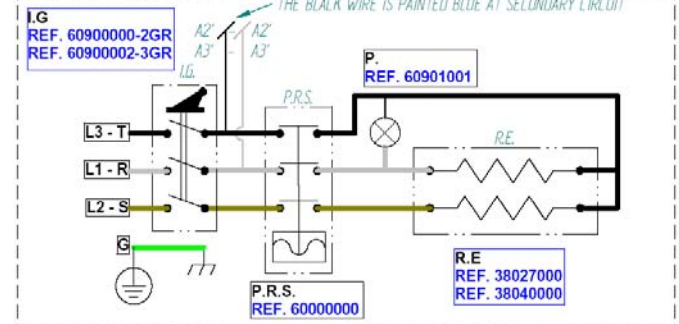 THE BLACK WIRE IS PAINTED BLUE AT SECUNDARY CIRCUIT
I.G
REF. 60900000-2GR
REF. 60900002-3GR
A2' - A2'
A3' - A3'
I.G.
P.
REF. 60901001
P.R.S.
R.E.
L3 - T
L1 - R
L2 - S
G
R.E
REF. 38027000
REF. 38040000
P.R.S.
REF. 60000000